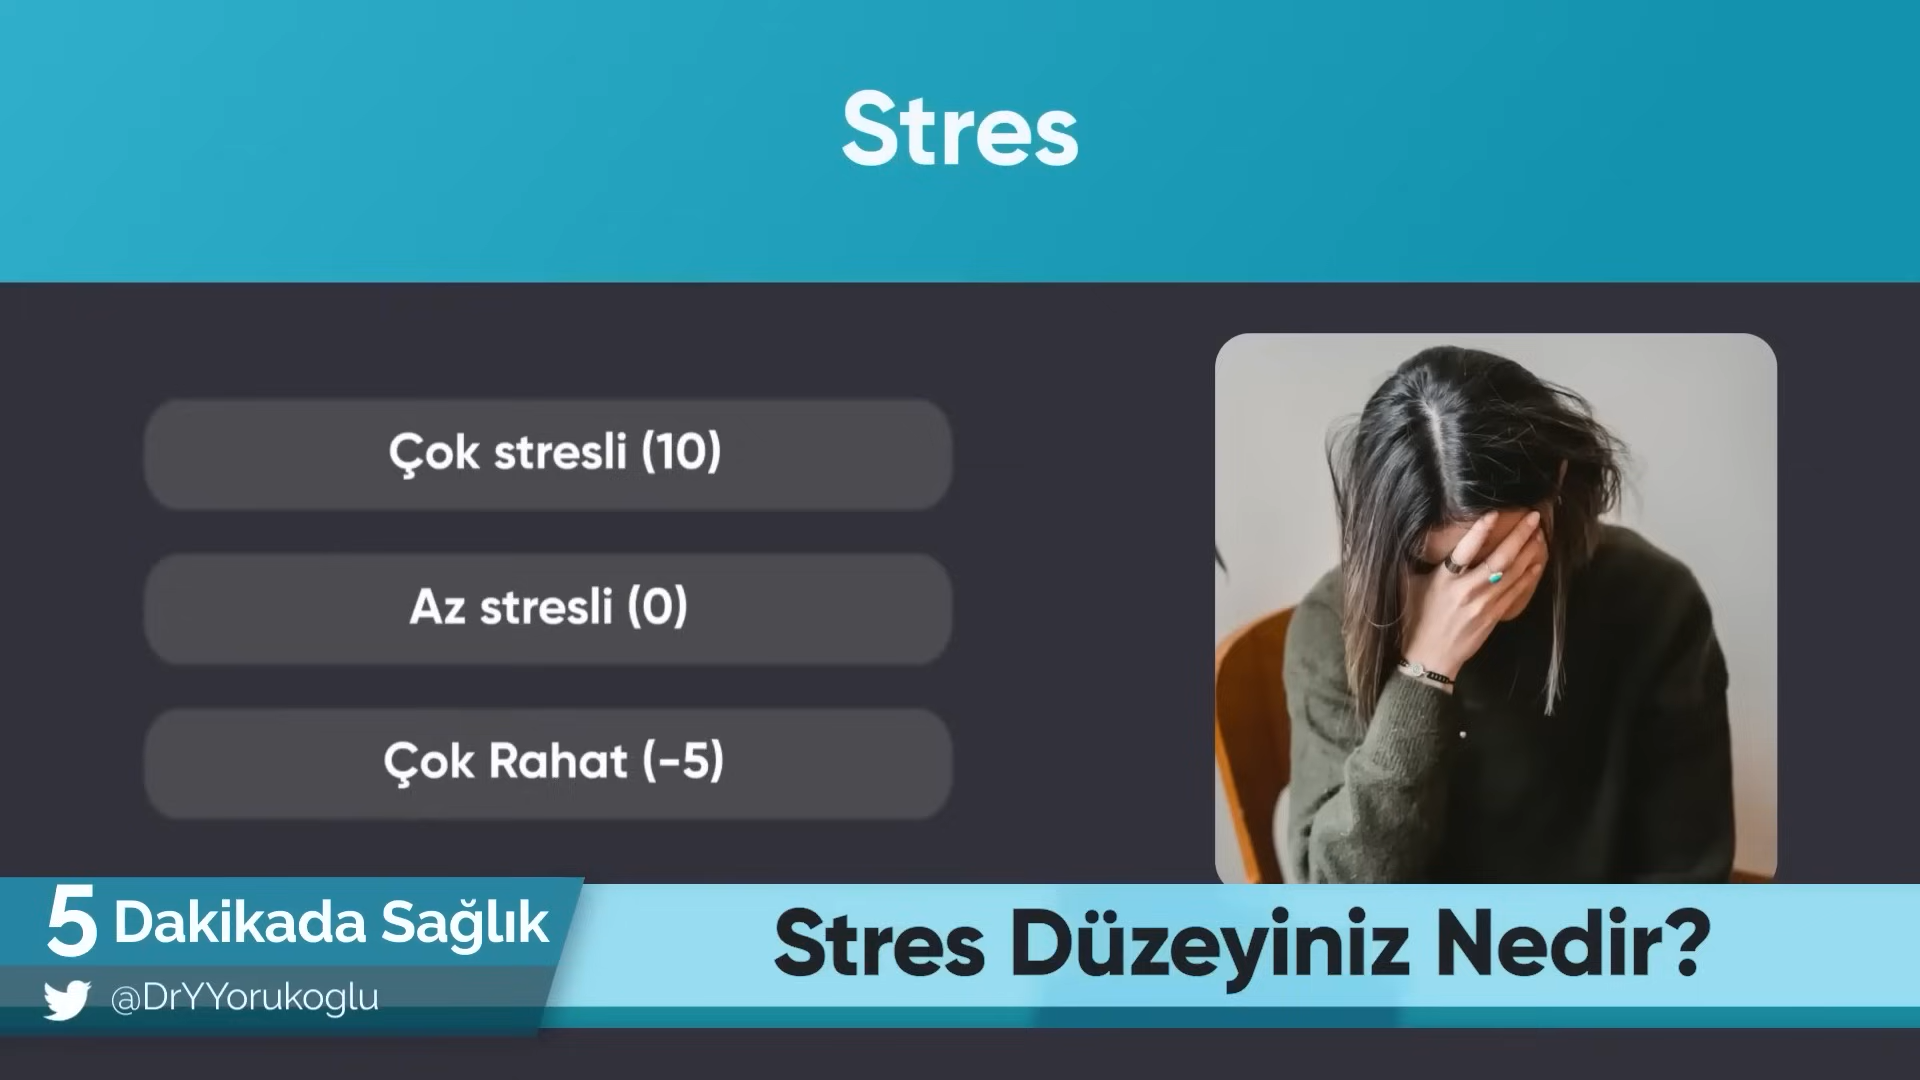 Stres
Çok stresli (10)
Az stresli (0)
Çok Rahat (-5)
5 Dakikada Sağlık
@DrYYorukoglu
Stres Düzeyiniz Nedir?